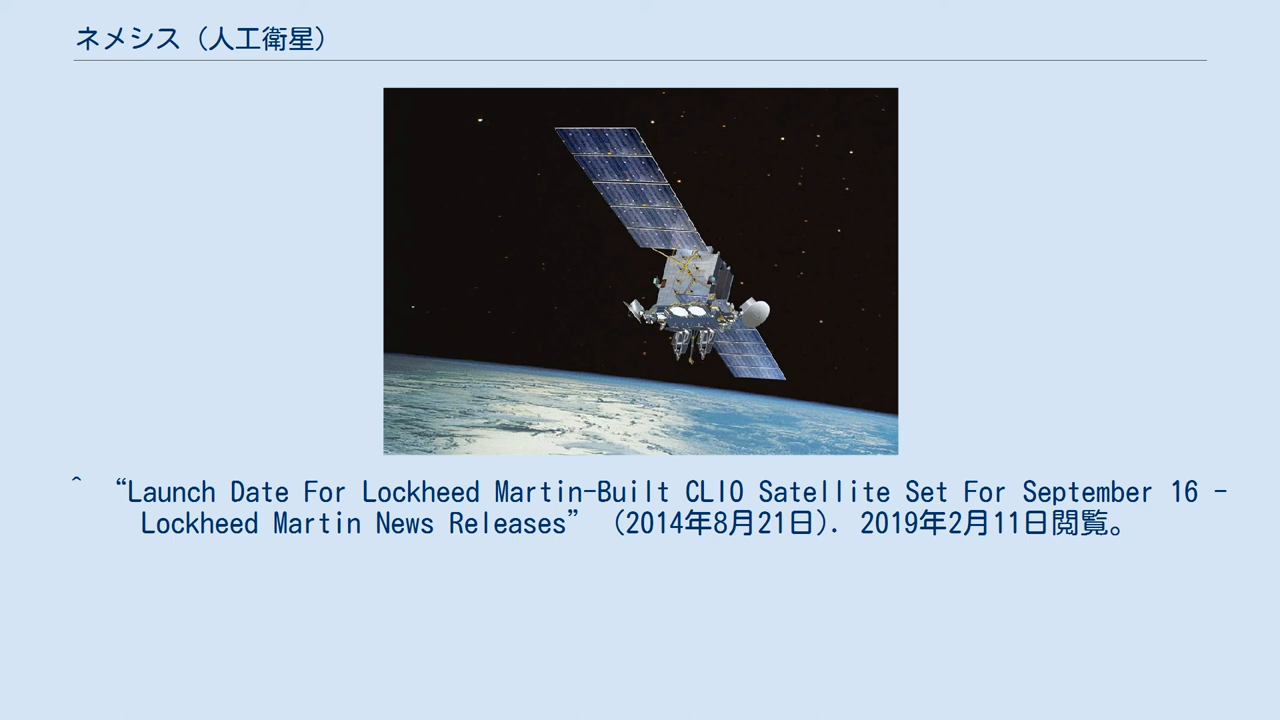 ネメシス（人工衛星）
^ “Launch Date For Lockheed Martin-Built CLIO Satellite Set For September 16 -
Lockheed Martin News Releases” (2014年8月21日). 2019年2月11日閲覧。